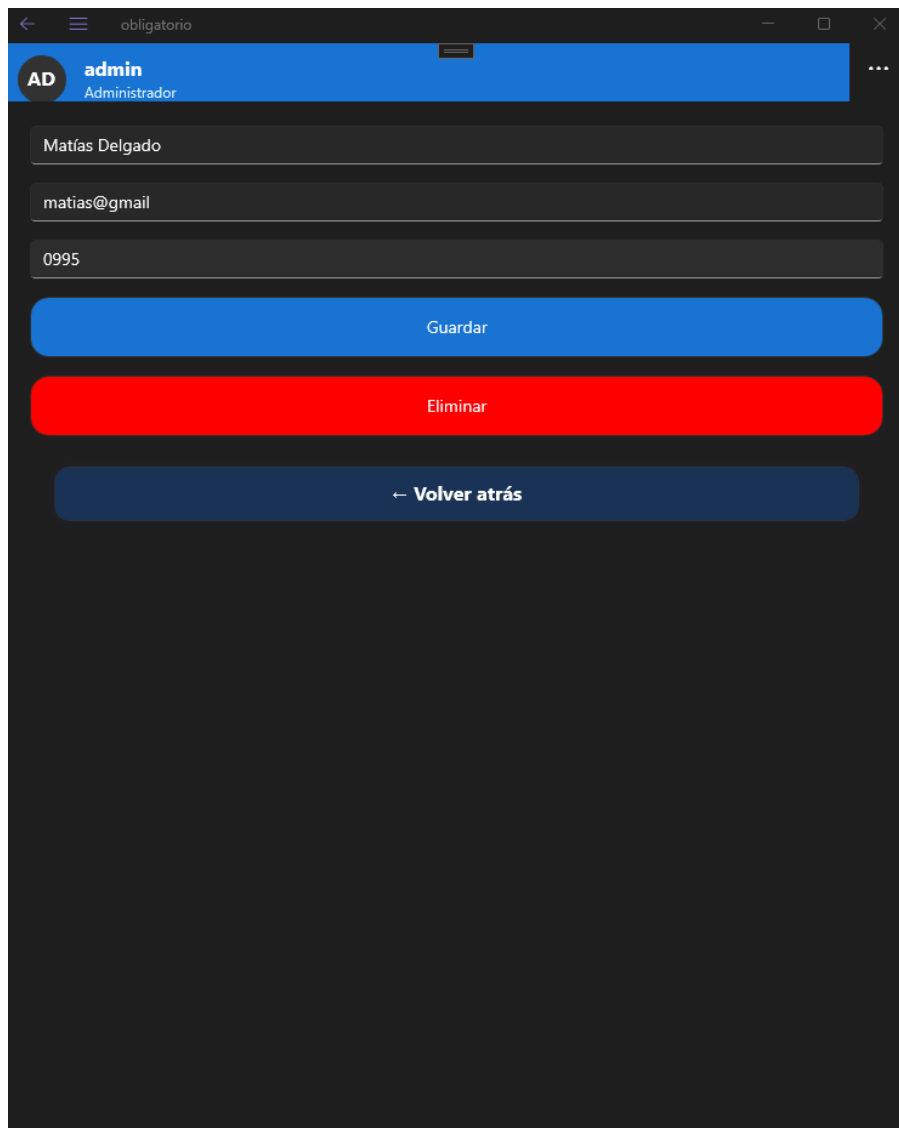 obligatorio
AD
admin
Administrador
...
Matías Delgado
matias@gmail
0995
Guardar
Eliminar
← Volver atrás